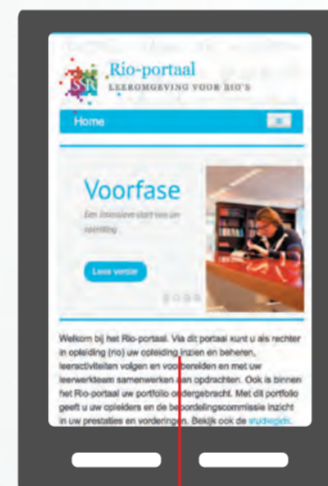 Rio-portaal
LEEROMGEVING VOOR RIO'S
Home
Voorfase
Een intensieve start van uw
opleiding
Lees verder
Welkom bij het Rio-portaal. Via dit portaal kunt u als rechter
in opleiding (rio) uw opleiding inzien en beheren,
leeractiviteiten volgen en voorbereiden en met uw
leerwerkteam samenwerken aan opdrachten. Ook is binnen
het Rio-portaal uw portfolio ondergebracht. Met dit portfolio
geeft u uw opleiders en de beoordelingscommissie inzicht
in uw prestaties en vorderingen. Bekijk ook de studiegids.